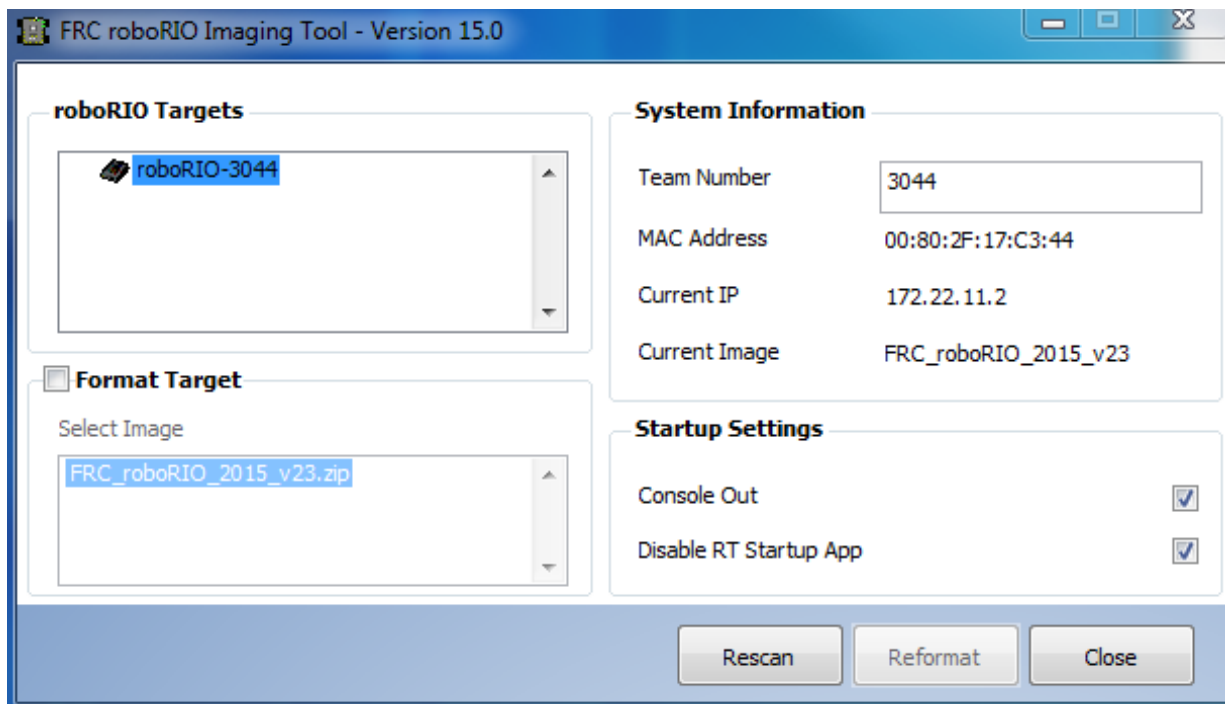 FRC roboRIO Imaging Tool - Version 15.0
roboRIO Targets
roboRIO-3044
Format Target
Select Image
FRC_roboRIO_2015_v23.zip
System Information
Team Number 3044
MAC Address 00:80:2F:17:C3:44
Current IP 172.22.11.2
Current Image FRC_roboRIO_2015_v23
Startup Settings
Console Out
Disable RT Startup App
Rescan Reformat Close